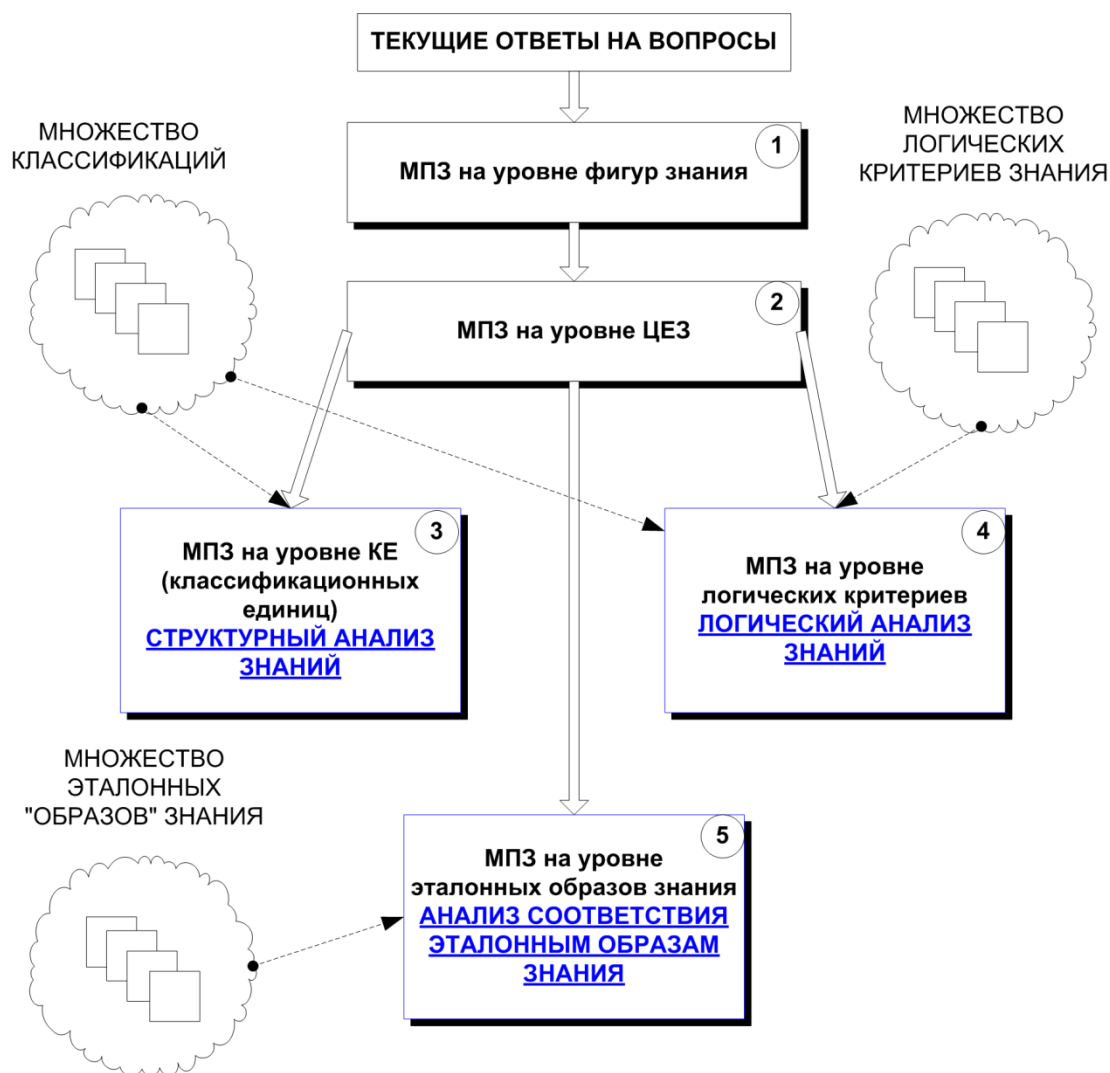 ТЕКУЩИЕ ОТВЕТЫ НА ВОПРОСЫ
МНОЖЕСТВО
КЛАССИФИКАЦИЙ
1
МПЗ на уровне фигур знания
МНОЖЕСТВО
ЛОГИЧЕСКИХ
КРИТЕРИЕВ ЗНАНИЯ
2
МПЗ на уровне ЦЕЗ
3
МПЗ на уровне КЕ
(классификационных
единиц)
СТРУКТУРНЫЙ АНАЛИЗ
ЗНАНИЙ
4
МПЗ на уровне
логических критериев
ЛОГИЧЕСКИЙ АНАЛИЗ
ЗНАНИЙ
МНОЖЕСТВО
ЭТАЛОННЫХ
"ОБРАЗОВ" ЗНАНИЯ
5
МПЗ на уровне
эталонных образов знания
АНАЛИЗ СООТВЕТСТВИЯ
ЭТАЛОННЫМ ОБРАЗАМ
ЗНАНИЯ